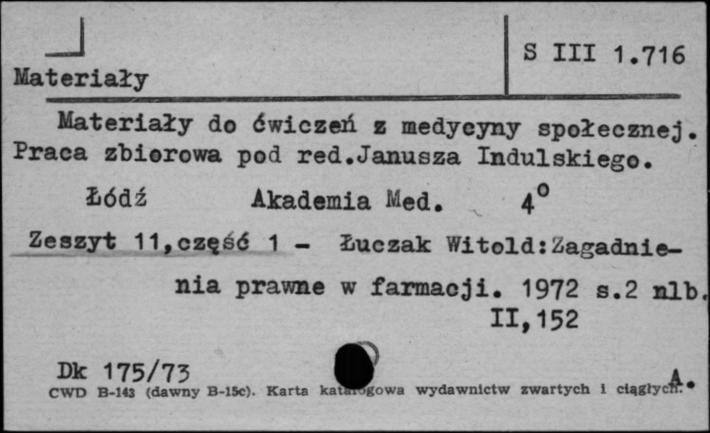 S III 1.716
Materiały
Materiały do ćwiczeń z medycyny społecznej.
Praca zbiorowa pod red.Janusza Indulskiego.
Łódź Akademia Med. 4°
Zeszyt 11,część 1 - Łuczak Witold:Zagadnie-
nia prawne w farmacji. 1972 s.2 nlb.
II,152
Dk 175/73
A.
CWD B-143 (dawny B-15c). Karta katalogowa wydawnictw zwartych i ciągłych.